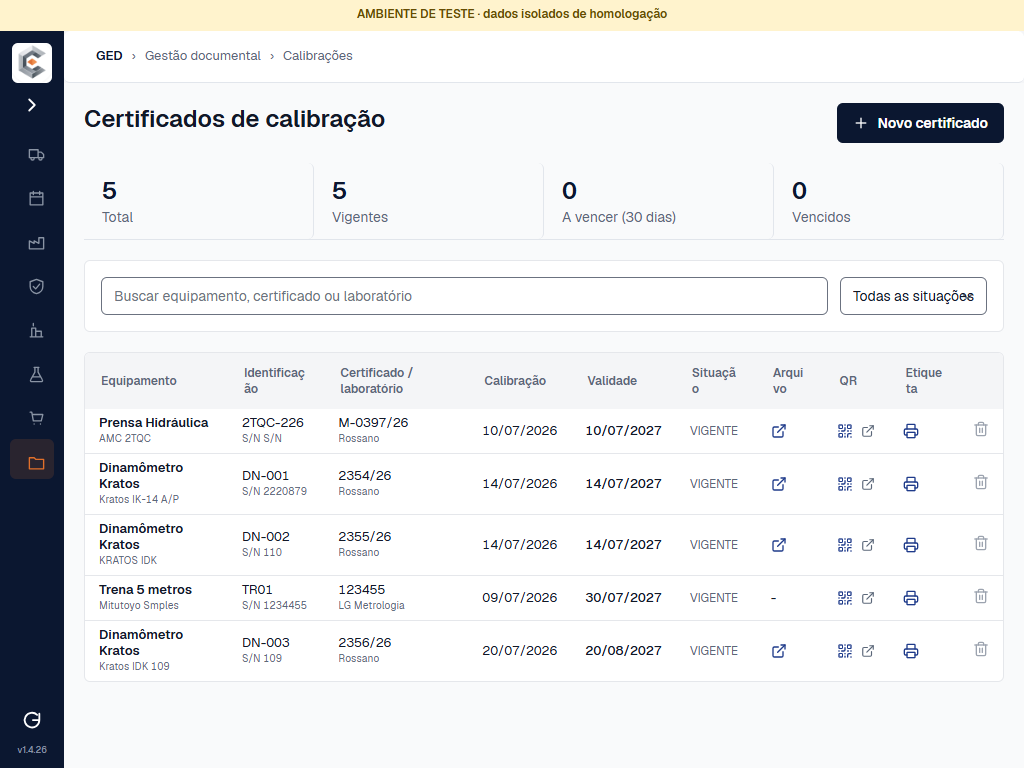 AMBIENTE DE TESTE · dados isolados de homologação
GED › Gestão documental › Calibrações
Certificados de calibração
+ Novo certificado
5 5 0 0
Total Vigentes A vencer (30 dias) Vencidos
Buscar equipamento, certificado ou laboratório
Todas as situações
Equipamento Identificaç
ão Certificado /
laboratório Calibração Validade Situaçã
o Arqui
vo QR Etique
ta
Prensa Hidráulica 2TQC-226 M-0397/26 10/07/2026 10/07/2027 VIGENTE
AMC 2TQC S/N S/N Rossano
Dinamômetro
Kratos DN-001 2354/26 14/07/2026 14/07/2027 VIGENTE
Kratos IK-14 A/P S/N 2220879 Rossano
Dinamômetro
Kratos DN-002 2355/26 14/07/2026 14/07/2027 VIGENTE
KRATOS IDK S/N 110 Rossano
Trena 5 metros TR01 123455 09/07/2026 30/07/2027 VIGENTE -
Mitutoyo Smples S/N 1234455 LG Metrologia
Dinamômetro
Kratos DN-003 2356/26 20/07/2026 20/08/2027 VIGENTE
Kratos IDK 109 S/N 109 Rossano
v1.4.26